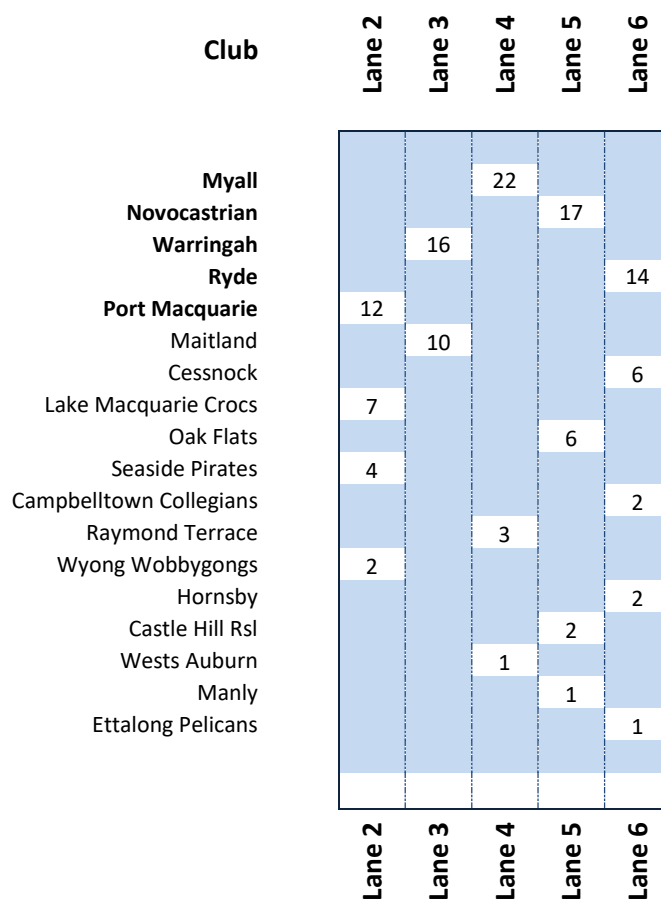 Club Lane 2 Lane 3 Lane 4 Lane 5 Lane 6
Myall 22
Novocastrian 17
Warringah 16
Ryde 14
Port Macquarie 12
Maitland 10
Cessnock 6
Lake Macquarie Crocs 7
Oak Flats 6
Seaside Pirates 4
Campbelltown Collegians 2
Raymond Terrace 3
Wyong Wobbygongs 2
Hornsby 2
Castle Hill Rsl 2
Wests Auburn 1
Manly 1
Ettalong Pelicans 1
Lane 2 Lane 3 Lane 4 Lane 5 Lane 6